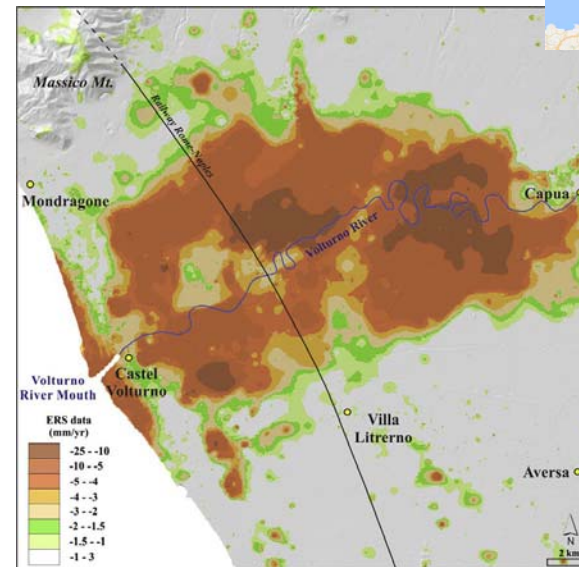 Massico Mt.
Railway Rome-Naples
Mondragone
Capua
Volturno River
Castel
Volturno
Volturno
River Mouth
Villa
Litrerno
Aversa
ERS data
(mm/yr)
-25 - -10
-10 - -5
-5 - -4
-4 - -3
-3 - -2
-2 - -1.5
-1.5 - -1
-1 - 3
N
2 km